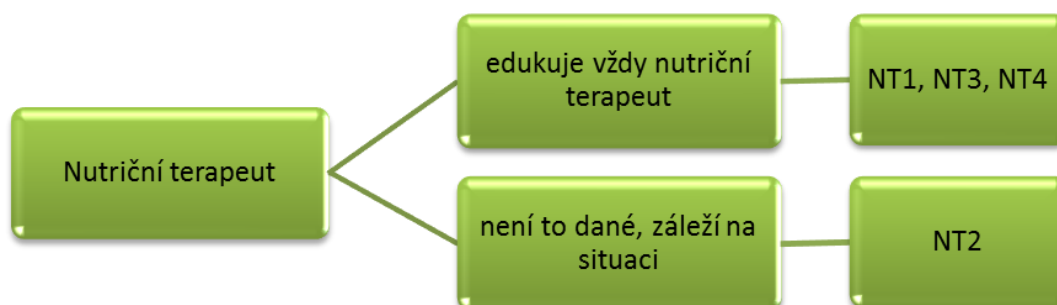 Nutriční terapeut
edukuje vždy nutriční
terapeut
NT1, NT3, NT4
není to dané, záleží na
situaci
NT2